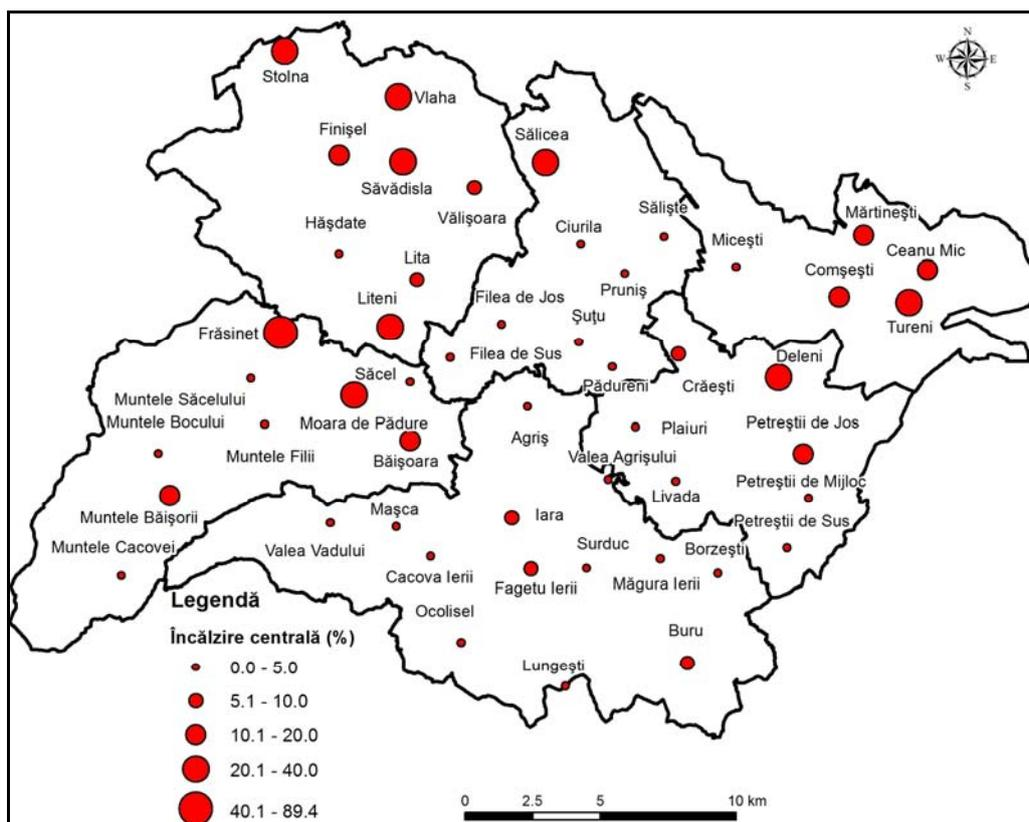 N
W E
S
Stolna
Vlaha
Finişel
Sălicea
Săvădisla
Vălişoara
Mărtineşti
Sălişte
Ciurila
Hăşdate
Miceşti
Ceanu Mic
Lita
Comşeşti
Pruniş
Filea de Jos
Liteni
Şuţu
Tureni
Frăsinet
Filea de Sus
Deleni
Săcel
Crăeşti
Pădureni
Muntele Săcelului
Moara de Pădure
Petreştii de Jos
Muntele Bocului
Plaiuri
Agriş
Muntele Filii
Băişoara
Valea Agrişului
Petreştii de Mijloc
Livada
Muntele Băişorii
Maşca
Iara
Petreştii de Sus
Muntele Cacovei
Valea Vadului
Surduc
Borzeşti
Cacova Ierii
Fagetu Ierii
Măgura Ierii
Ocolisel
Buru
Lungeşti
Legendă
Încălzire centrală (%)
0.0 - 5.0
5.1 - 10.0
10.1 - 20.0
20.1 - 40.0
40.1 - 89.4
0 2.5 5 10 km